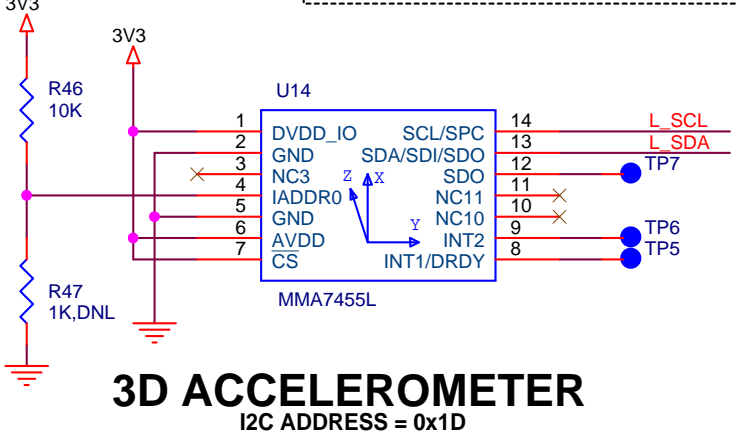 3V3
3V3
R46
10K
U14
1
DVDD_IO
2
GND
3
NC3
4
IADDR0
5
GND
6
AVDD
7
CS
SCL/SPC
14
L_SCL
SDA/SDI/SDO
13
L_SDA
SDO
12
TP7
NC11
11
NC10
10
INT2
9
TP6
INT1/DRDY
8
TP5
Z
X
Y
R47
1K,DNL
MMA7455L
3D ACCELEROMETER
I2C ADDRESS = 0x1D